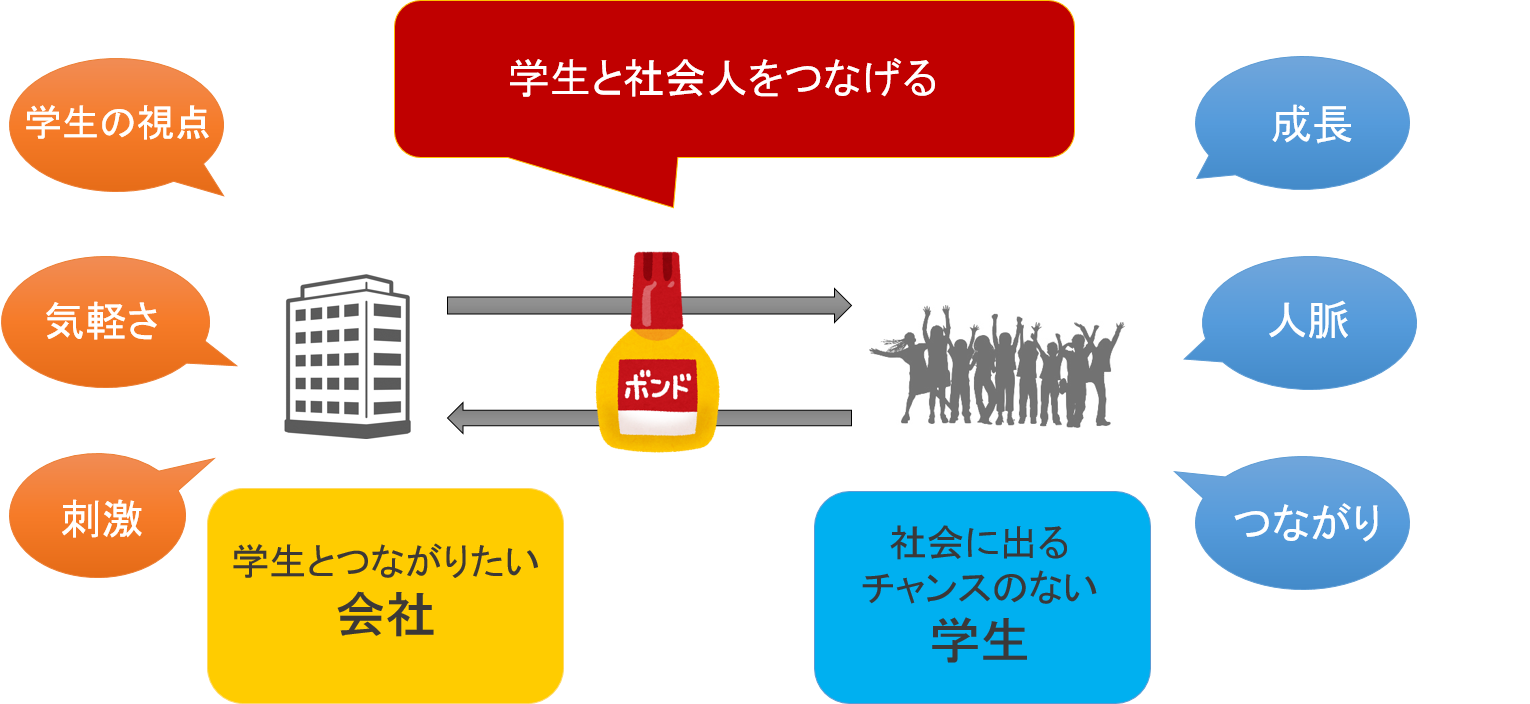 学生と社会人をつなげる
学生の視点
気軽さ
刺激
ボンド
成長
人脈
つながり
学生とつながりたい
会社
社会に出る
チャンスのない
学生